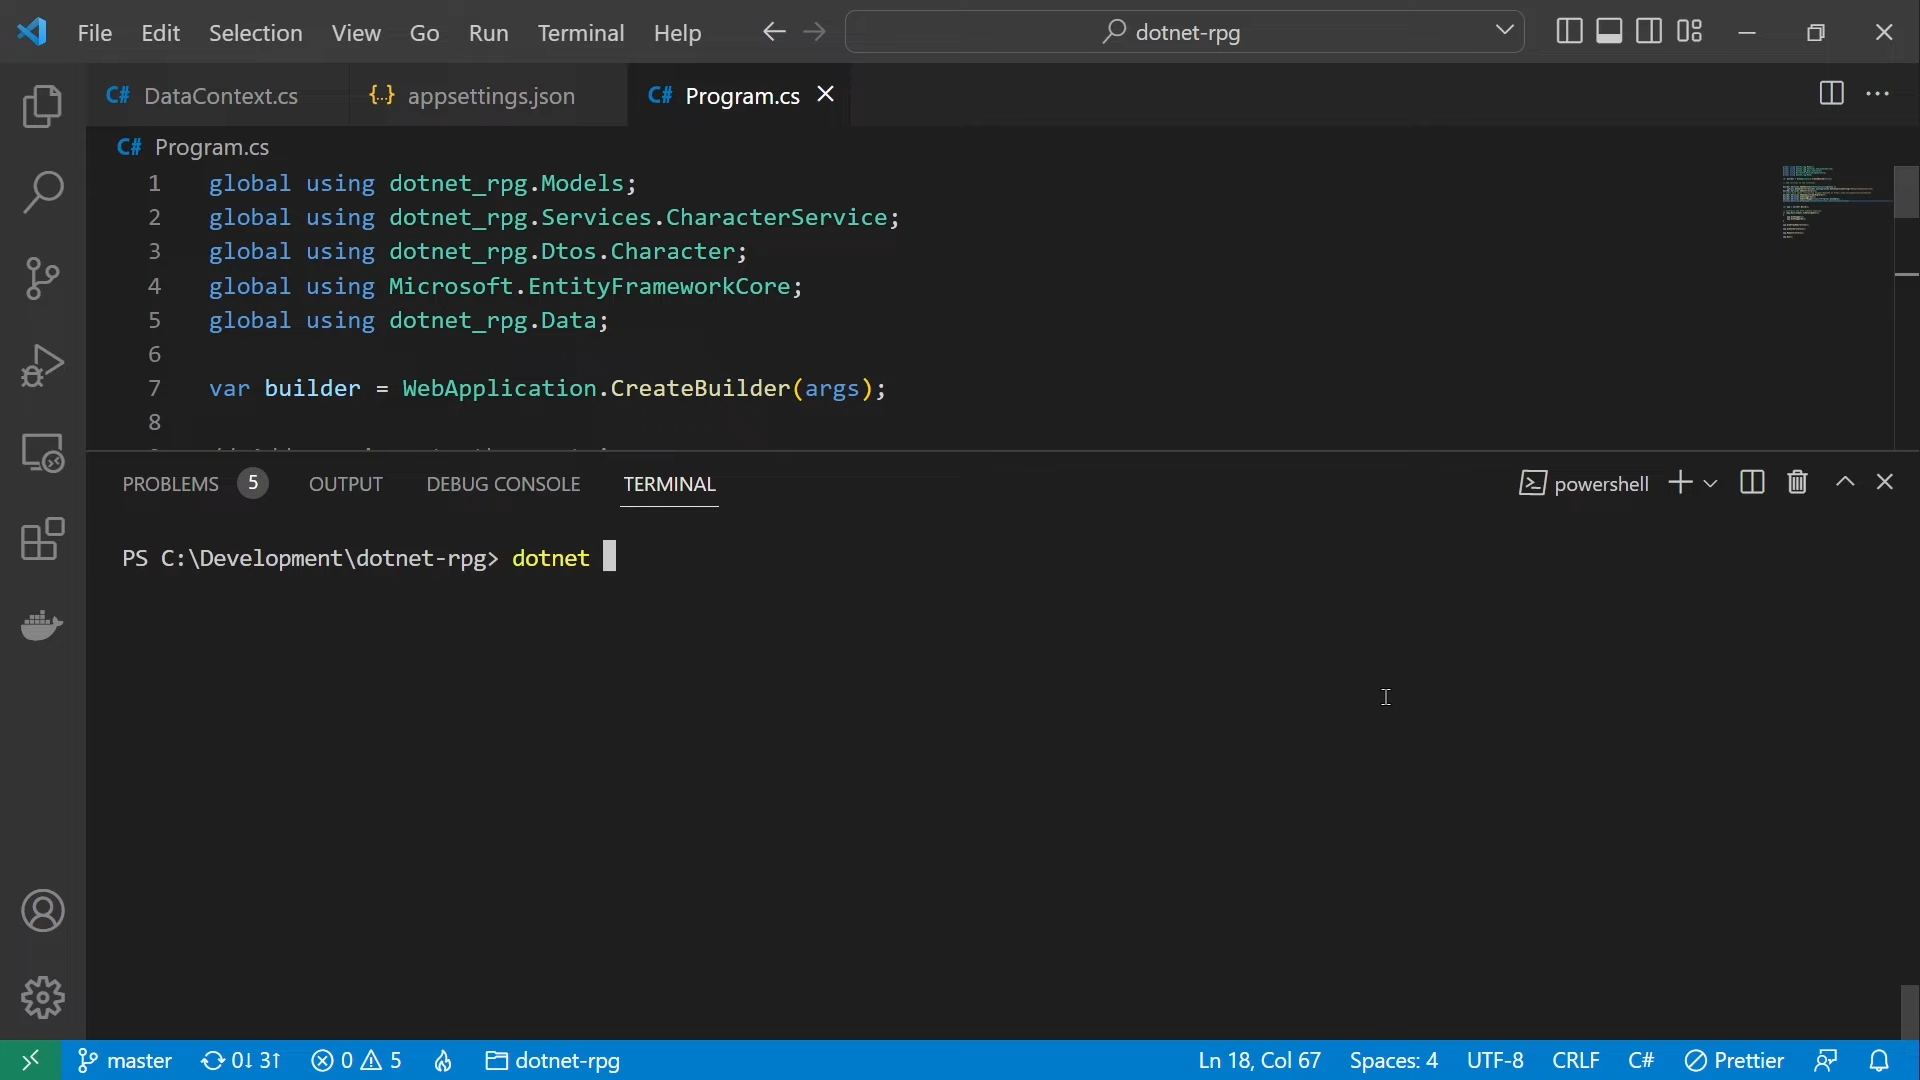 File Edit Selection View Go Run Terminal Help
dotnet-rpg
C# DataContext.cs
{..} appsettings.json
C# Program.cs
C# Program.cs
1 global using dotnet_rpg.Models;
2 global using dotnet_rpg.Services.CharacterService;
3 global using dotnet_rpg.Dtos.Character;
4 global using Microsoft.EntityFrameworkCore;
5 global using dotnet_rpg.Data;
6
7 var builder = WebApplication.CreateBuilder(args);
8
PROBLEMS 5 OUTPUT DEBUG CONSOLE TERMINAL
powershell
PS C:\Development\dotnet-rpg> dotnet
master 0↓ 3↑ 0 5 dotnet-rpg
Ln 18, Col 67 Spaces: 4 UTF-8 CRLF C# Prettier